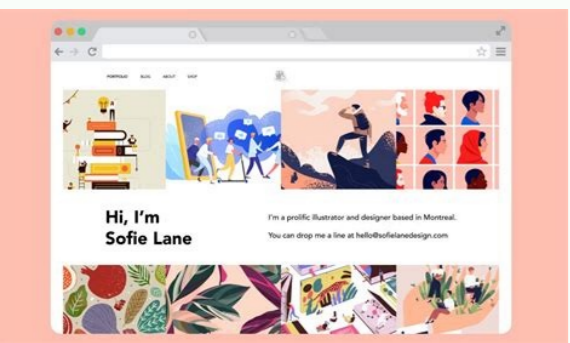 PORTFOLIO BLOG ABOUT SHOP
Hi, I'm
Sofie Lane
I'm a prolific illustrator and designer based in Montreal.
You can drop me a line at hello@sofielanedesign.com